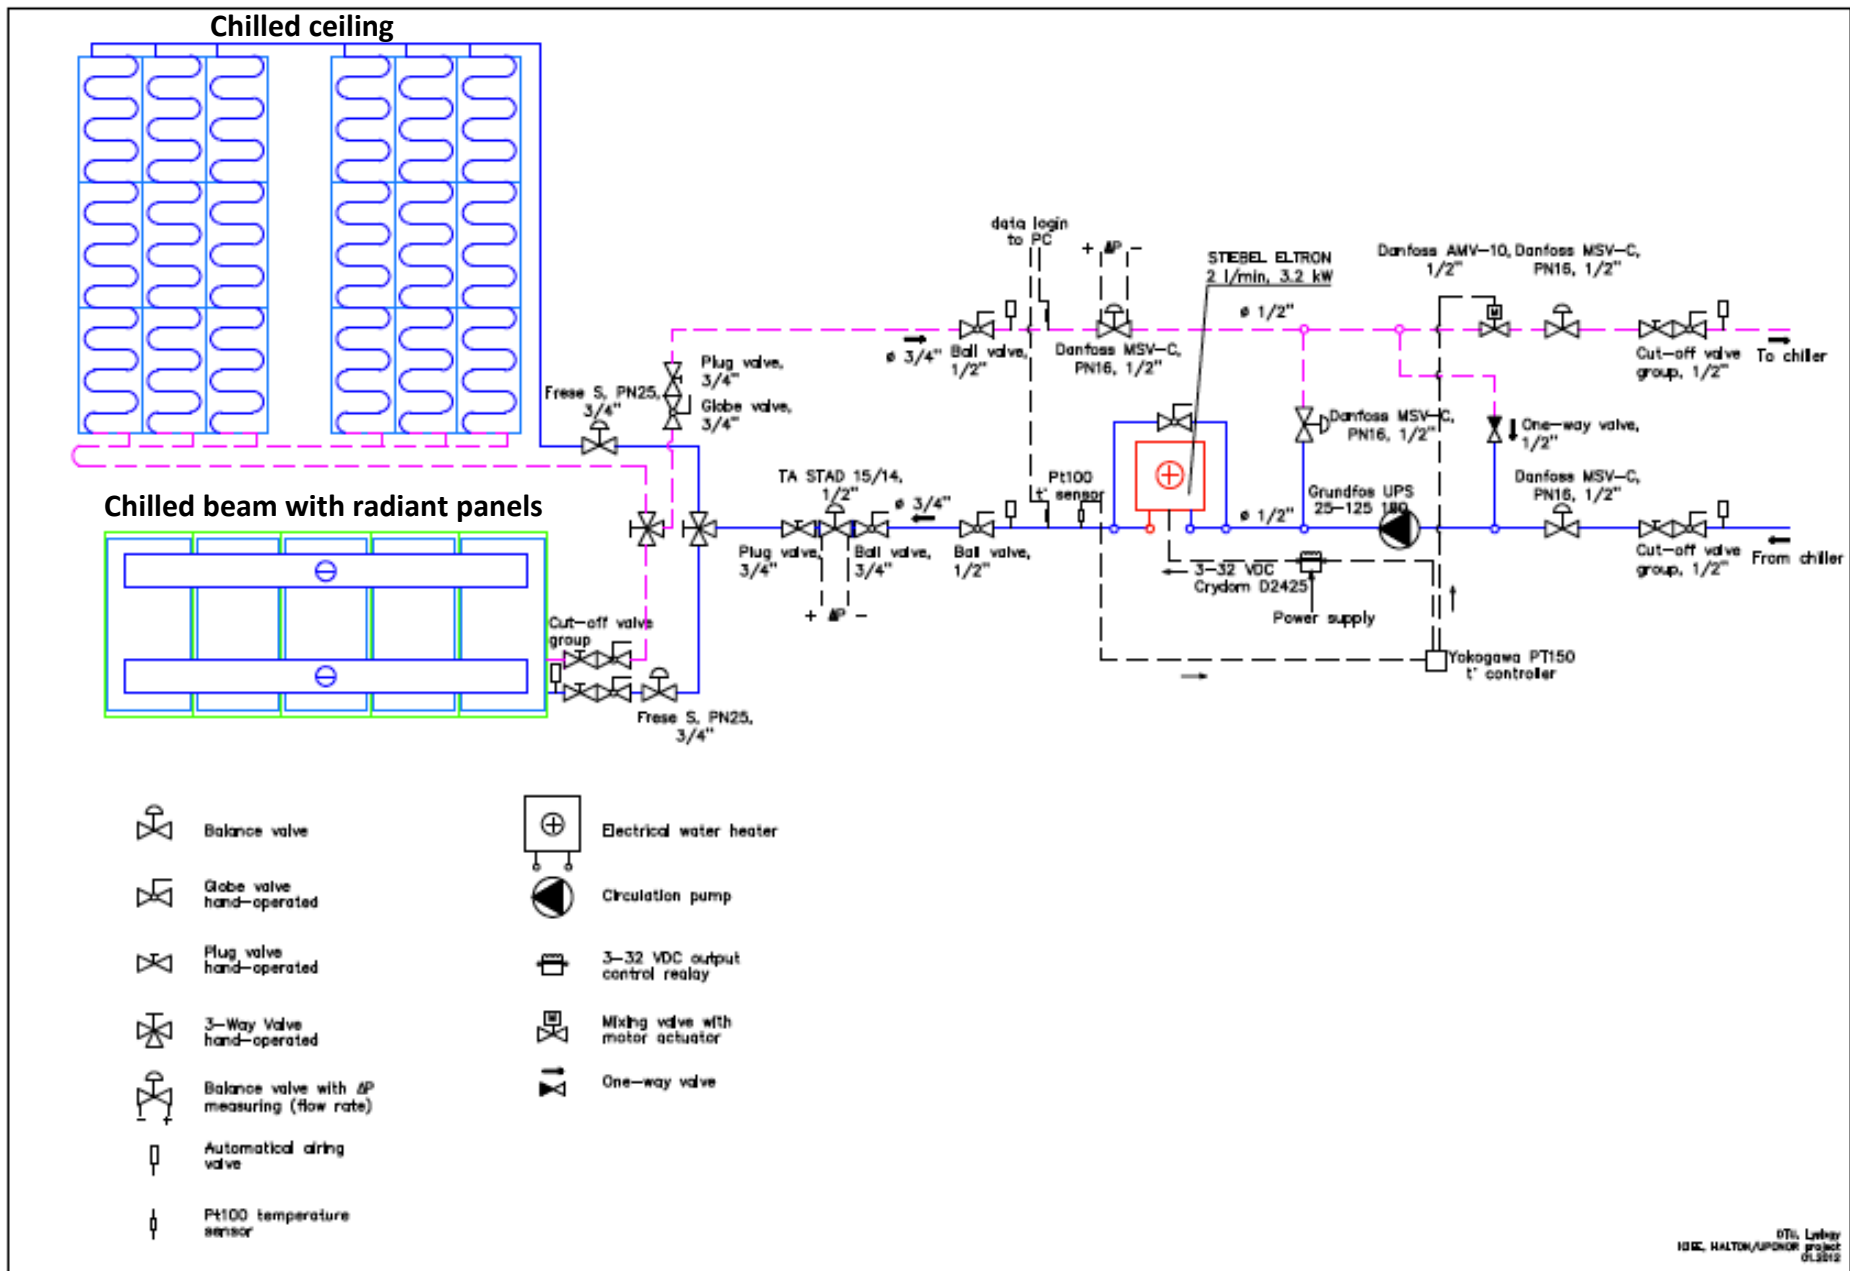 Chilled ceiling
data login
to PC
+ ΔP -
STIEBEL ELTRON
2 l/min, 3.2 kW
Danfoss AMV-10,
1/2"
Danfoss MSV-C,
PN16, 1/2"
ø 1/2"
ø 3/4"
Ball valve,
1/2"
Danfoss MSV-C,
PN16, 1/2"
Cut-off valve
group, 1/2"
To chiller
Plug valve,
3/4"
Globe valve,
3/4"
Frese S, PN25,
3/4"
Danfoss MSV-C,
PN16, 1/2"
One-way valve,
1/2"
Chilled beam with radiant panels
TA STAD 15/14,
1/2"
ø 3/4"
Pt100
t° sensor
ø 1/2"
Grundfos UPS
25-125 180
Danfoss MSV-C,
PN16, 1/2"
Plug valve,
3/4"
Ball valve,
3/4"
Ball valve,
1/2"
Cut-off valve
group, 1/2"
From chiller
3-32 VDC
Crydom D2425
Power supply
+ ΔP -
Cut-off valve
group
Yokogawa PT150
t° controller
Frese S, PN25,
3/4"
Balance valve
Globe valve
hand-operated
Plug valve
hand-operated
3-Way Valve
hand-operated
Balance valve with ΔP
measuring (flow rate)
- +
Automatical airing
valve
Pt100 temperature
sensor
Electrical water heater
Circulation pump
3-32 VDC output
control realay
M
Mixing valve with
motor actuator
One-way valve
DTU, Lyngby
HALTON/UPONOR project
01.2012